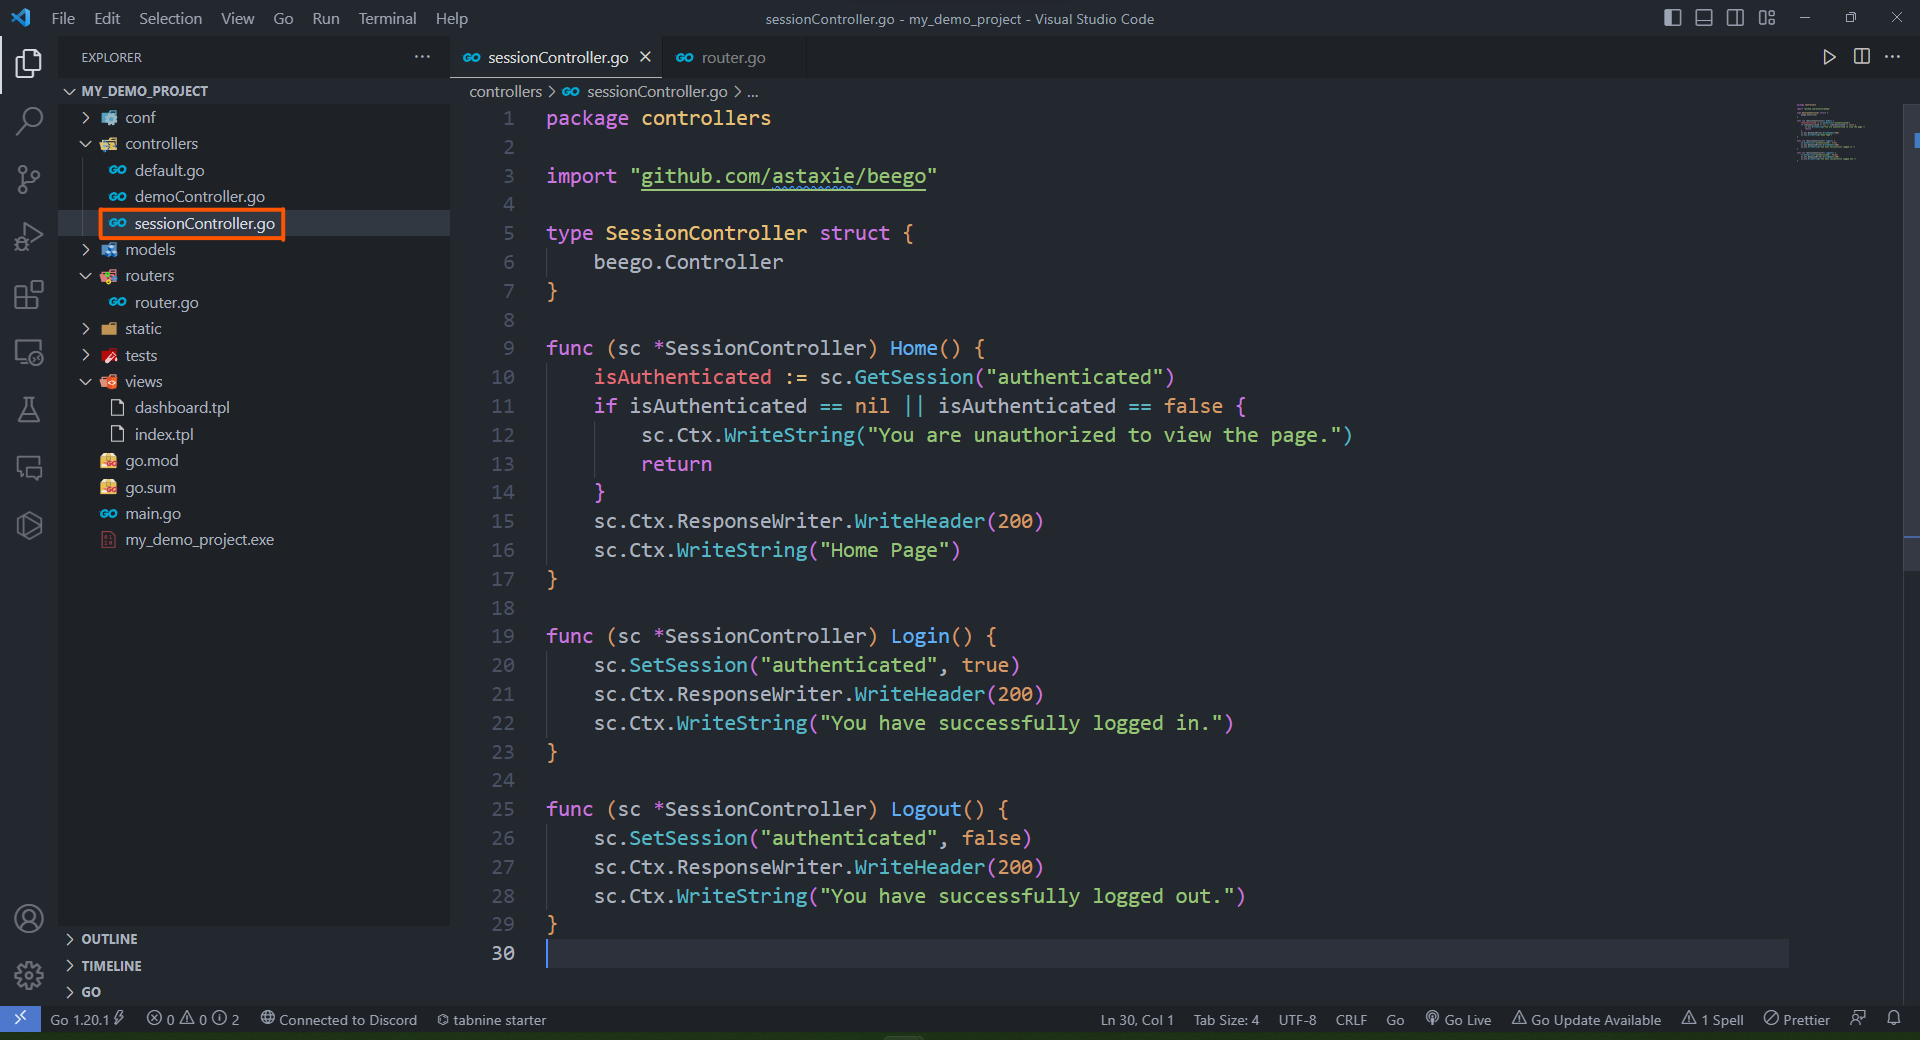 File Edit Selection View Go Run Terminal Help
sessionController.go - my_demo_project - Visual Studio Code
EXPLORER
MY_DEMO_PROJECT
conf
controllers
default.go
demoController.go
sessionController.go
models
routers
router.go
static
tests
views
dashboard.tpl
index.tpl
go.mod
go.sum
main.go
my_demo_project.exe
OUTLINE
TIMELINE
GO
sessionController.go router.go
controllers > sessionController.go > ...
1 package controllers
2
3 import "github.com/astaxie/beego"
4
5 type SessionController struct {
6 beego.Controller
7 }
8
9 func (sc *SessionController) Home() {
10 isAuthenticated := sc.GetSession("authenticated")
11 if isAuthenticated == nil || isAuthenticated == false {
12 sc.Ctx.WriteString("You are unauthorized to view the page.")
13 return
14 }
15 sc.Ctx.ResponseWriter.WriteHeader(200)
16 sc.Ctx.WriteString("Home Page")
17 }
18
19 func (sc *SessionController) Login() {
20 sc.SetSession("authenticated", true)
21 sc.Ctx.ResponseWriter.WriteHeader(200)
22 sc.Ctx.WriteString("You have successfully logged in.")
23 }
24
25 func (sc *SessionController) Logout() {
26 sc.SetSession("authenticated", false)
27 sc.Ctx.ResponseWriter.WriteHeader(200)
28 sc.Ctx.WriteString("You have successfully logged out.")
29 }
30
Go 1.20.1 0 0 2 Connected to Discord tabnine starter Ln 30, Col 1 Tab Size: 4 UTF-8 CRLF Go Go Live Go Update Available 1 Spell Prettier